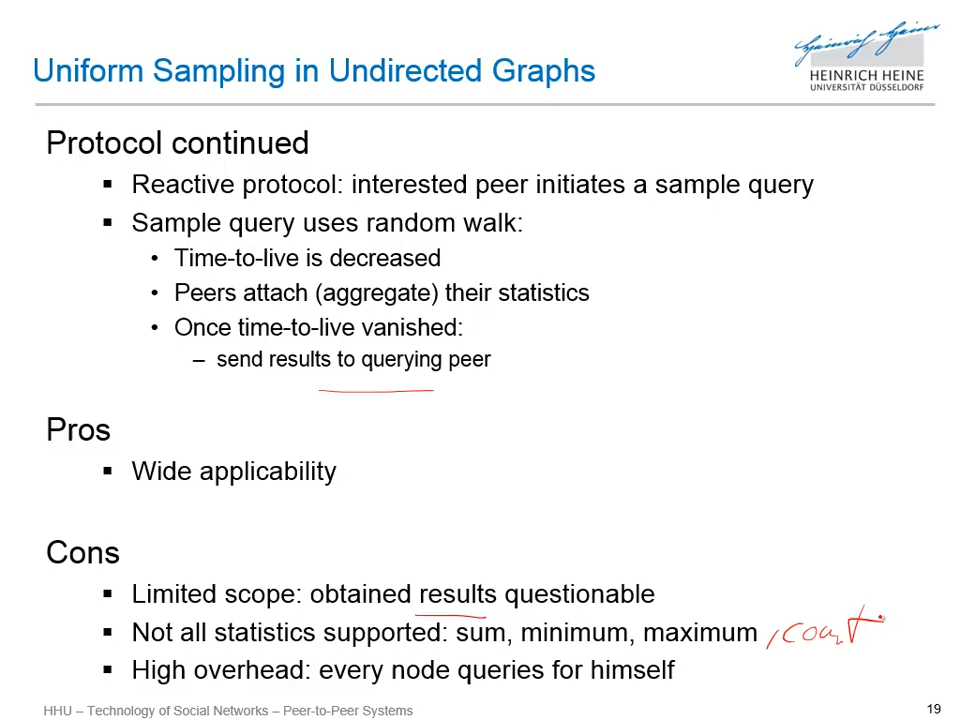 Heinrich Heine
HEINRICH HEINE
UNIVERSITÄT DÜSSELDORF
Uniform Sampling in Undirected Graphs
Protocol continued
▪ Reactive protocol: interested peer initiates a sample query
▪ Sample query uses random walk:
• Time-to-live is decreased
• Peers attach (aggregate) their statistics
• Once time-to-live vanished:
– send results to querying peer
Pros
▪ Wide applicability
Cons
▪ Limited scope: obtained results questionable
▪ Not all statistics supported: sum, minimum, maximum , count
▪ High overhead: every node queries for himself
HHU – Technology of Social Networks – Peer-to-Peer Systems
19